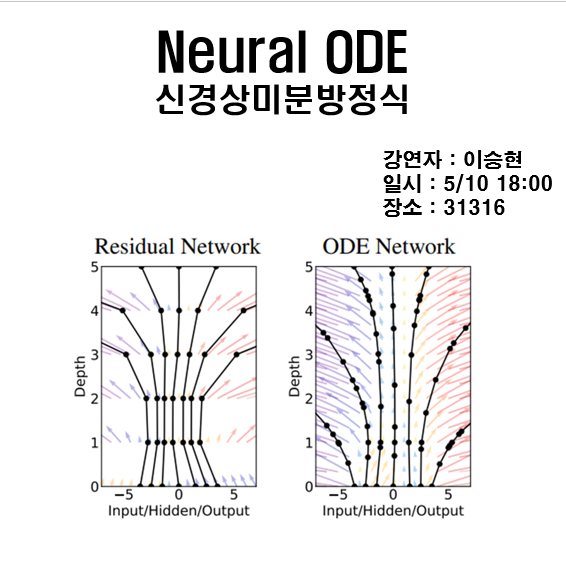 Neural ODE
신경상미분방정식
강연자 : 이승현
일시 : 5/10 18:00
장소 : 31316
Residual Network
ODE Network
5
4
3
2
1
0
Depth
−5 0 5
Input/Hidden/Output
5
4
3
2
1
0
Depth
−5 0 5
Input/Hidden/Output